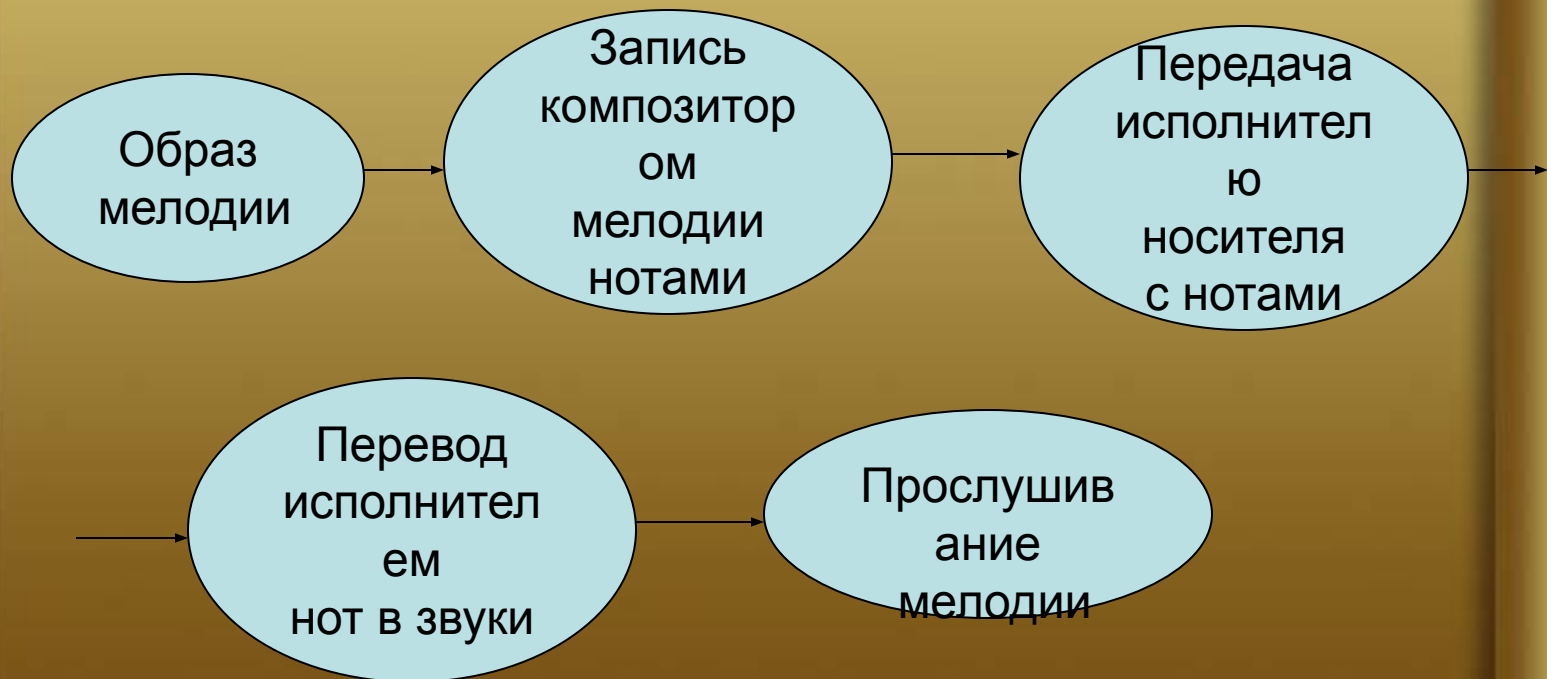 Образ
мелодии
Запись
композитор
ом
мелодии
нотами
Передача
исполнител
ю
носителя
с нотами
Перевод
исполнител
ем
нот в звуки
Прослушив
ание
мелодии